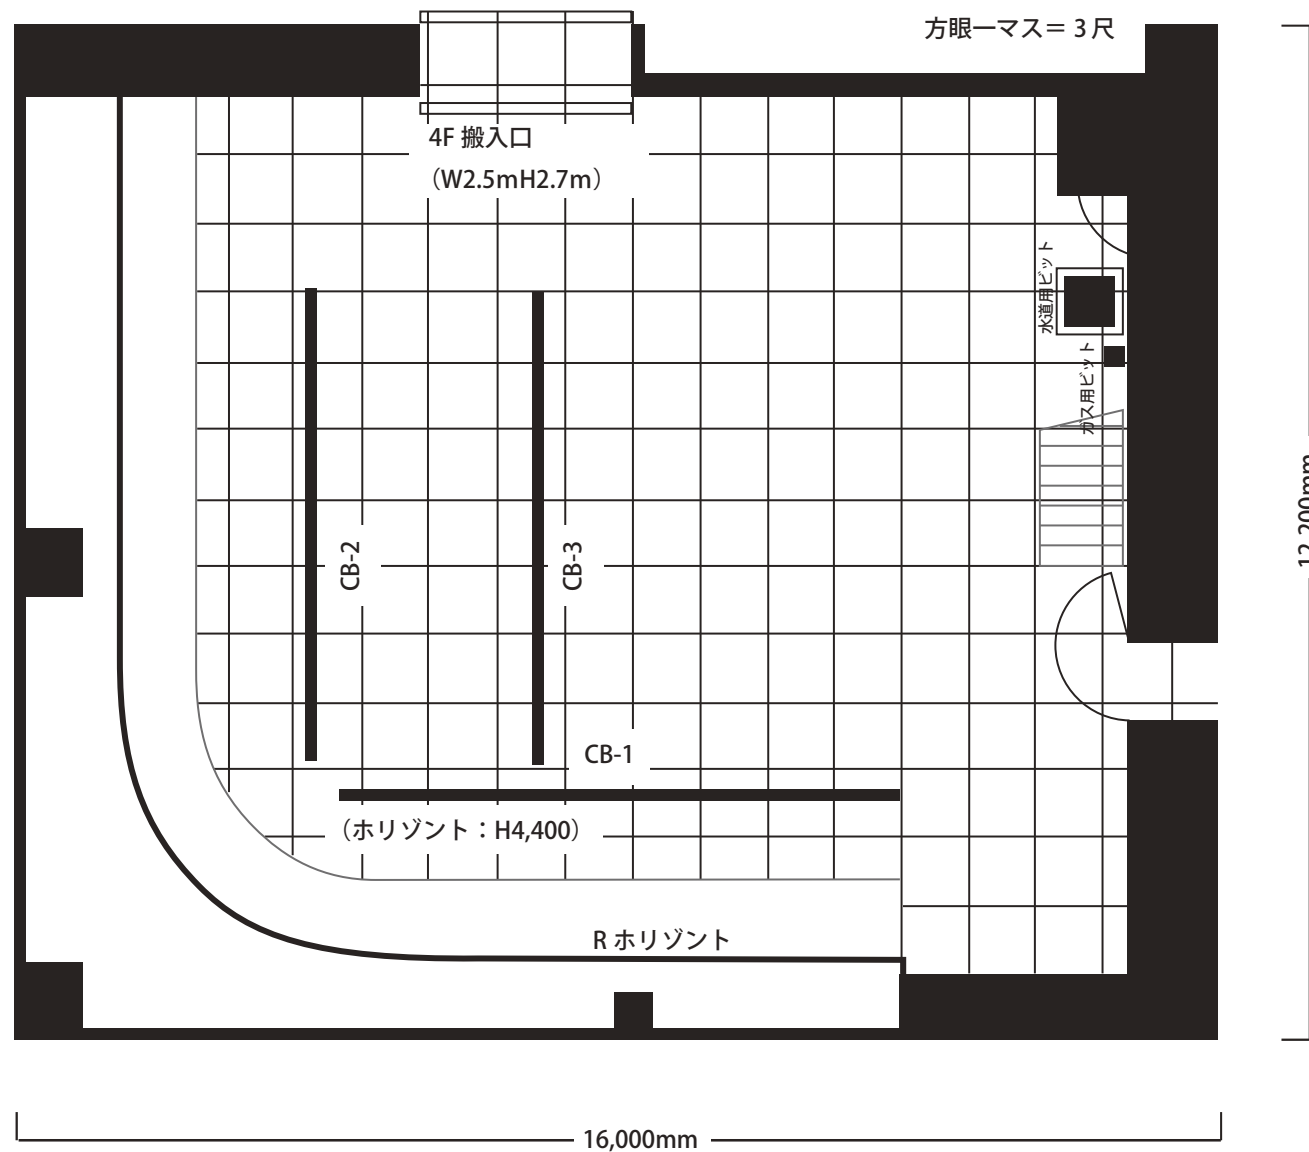 方眼一マス＝ 3 尺
4F 搬入口
（W2.5mH2.7m）
水道用ピット
ガス用ピット
12,200mm
CB-2
CB-3
CB-1
（ホリゾント：H4,400）
R ホリゾント
16,000mm